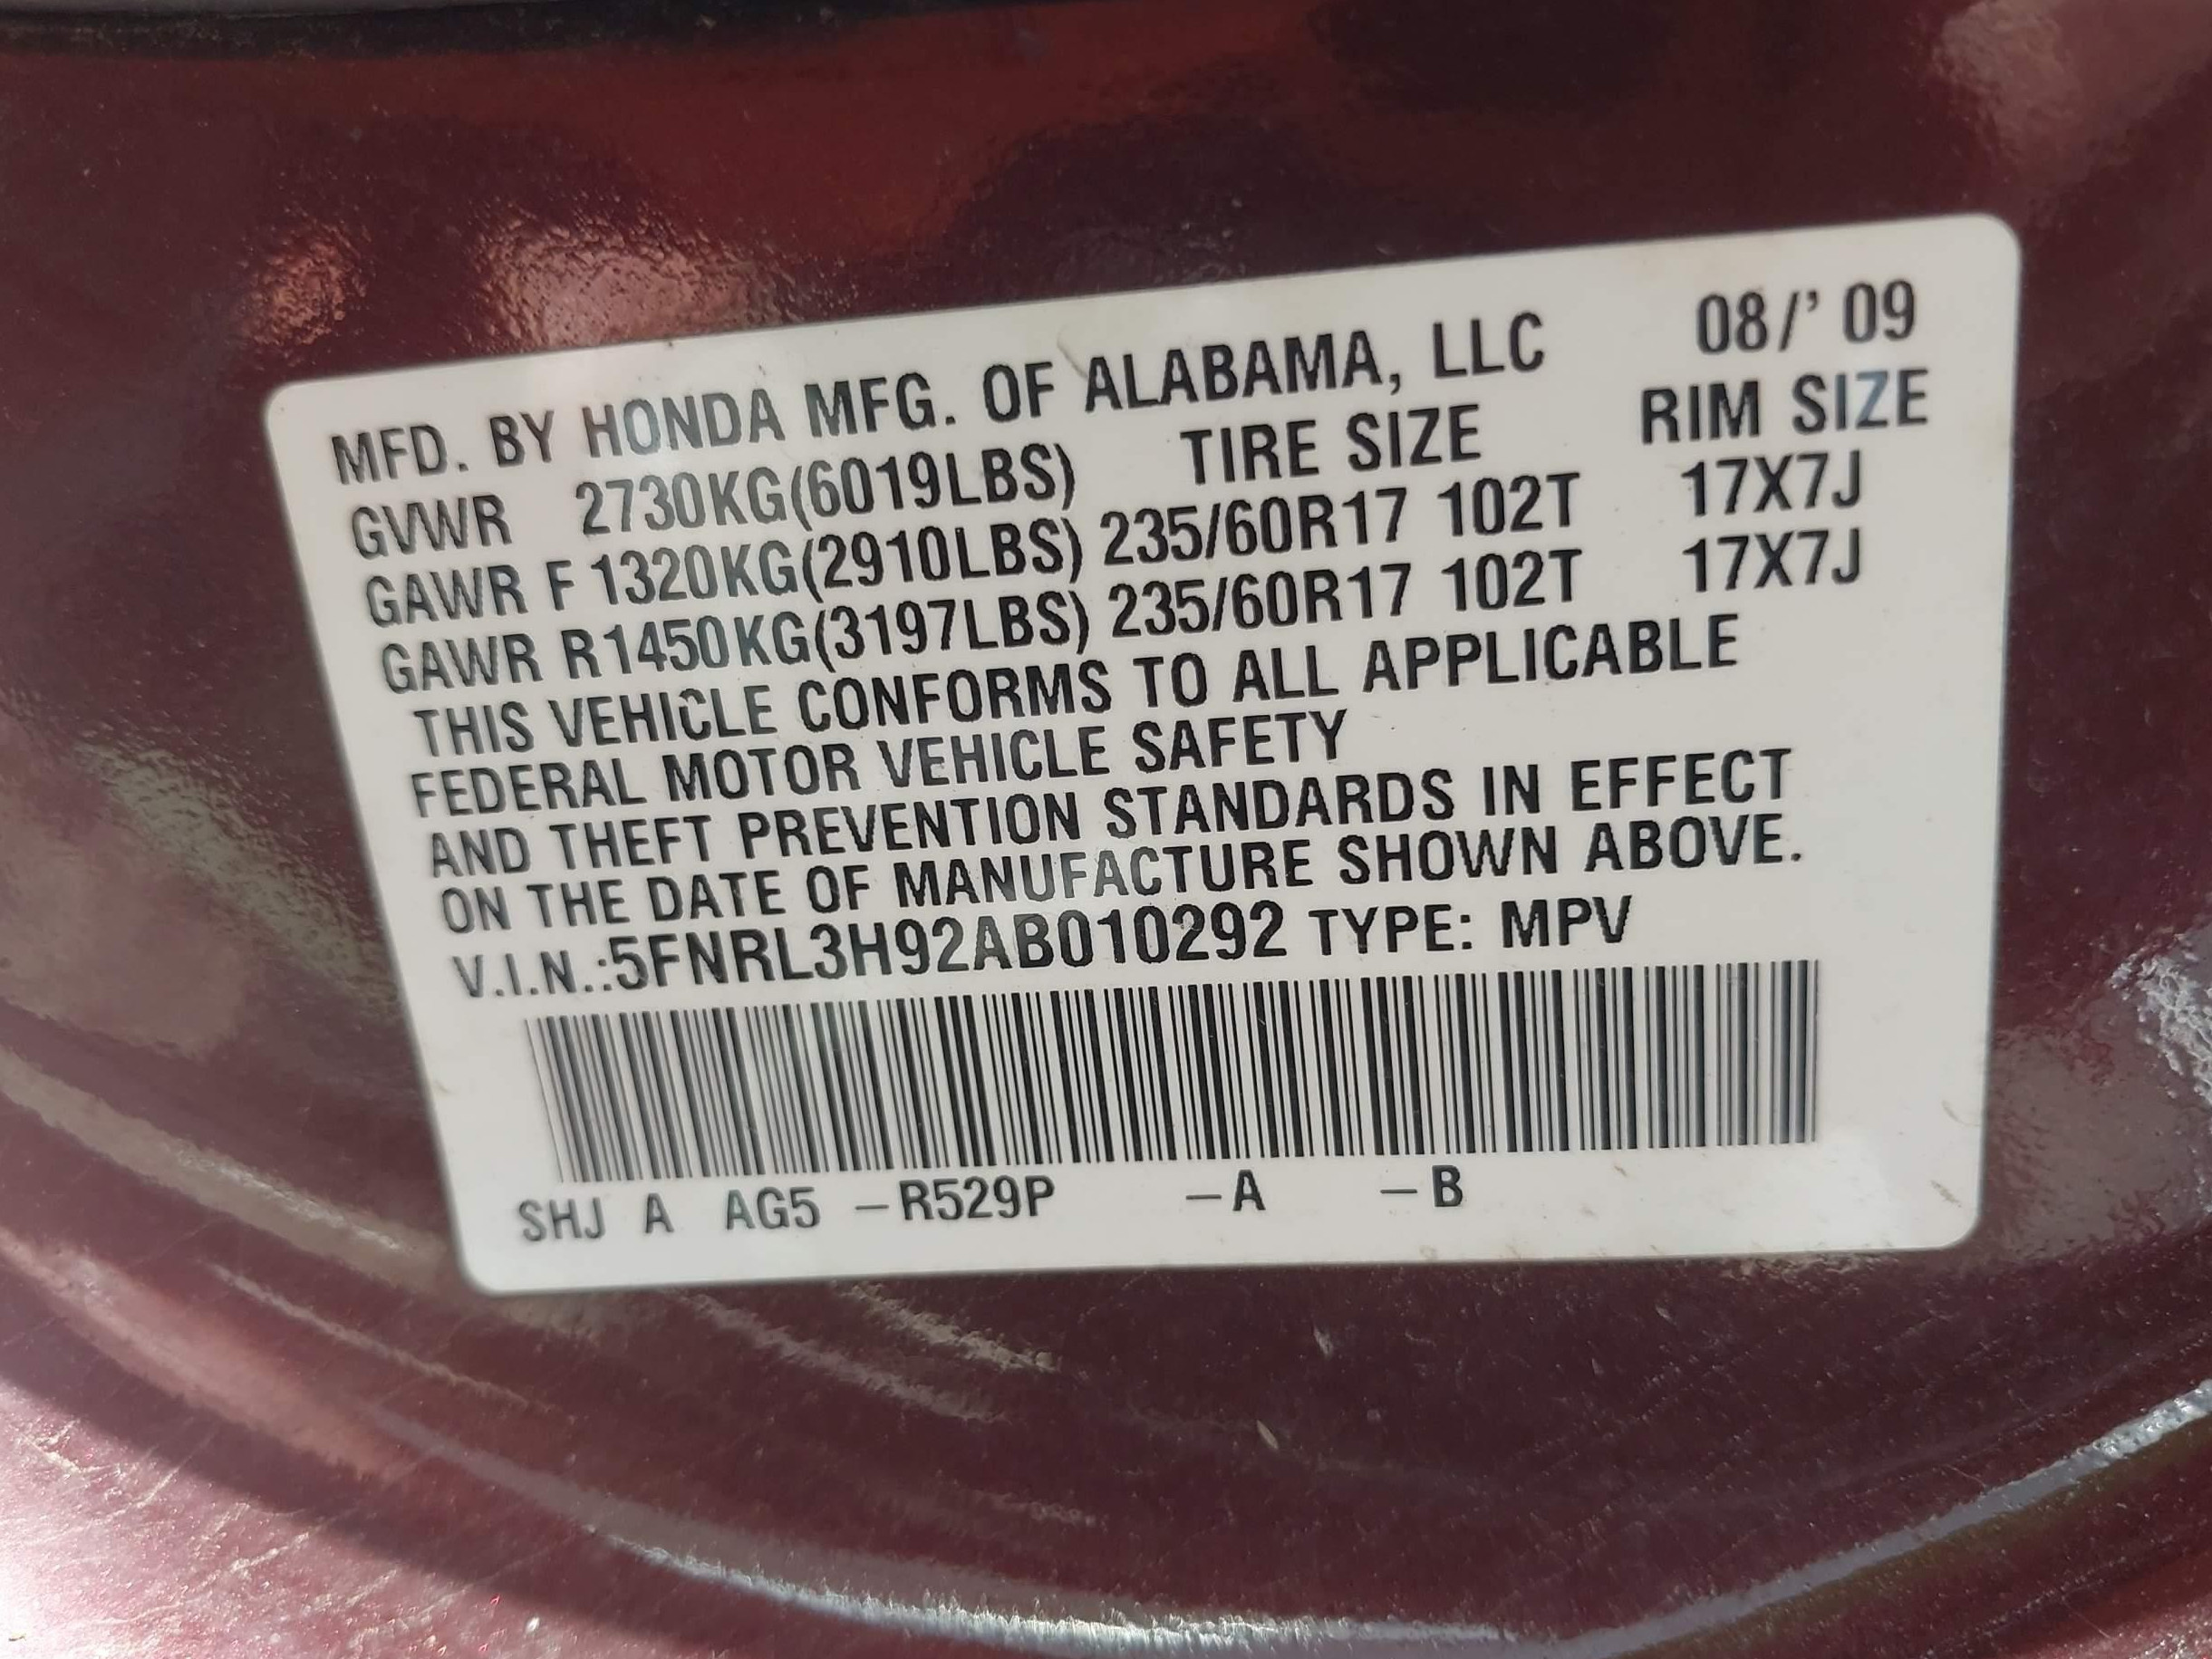 MFD. BY HONDA MFG. OF ALABAMA, LLC 08/'09
GVWR 2730KG(6019LBS) TIRE SIZE RIM SIZE
GAWR F 1320KG(2910LBS) 235/60R17 102T 17X7J
GAWR R1450KG(3197LBS) 235/60R17 102T 17X7J
THIS VEHICLE CONFORMS TO ALL APPLICABLE
FEDERAL MOTOR VEHICLE SAFETY
AND THEFT PREVENTION STANDARDS IN EFFECT
ON THE DATE OF MANUFACTURE SHOWN ABOVE.
V.I.N.:5FNRL3H92AB010292 TYPE: MPV
SHJ A AG5 –R529P –A –B